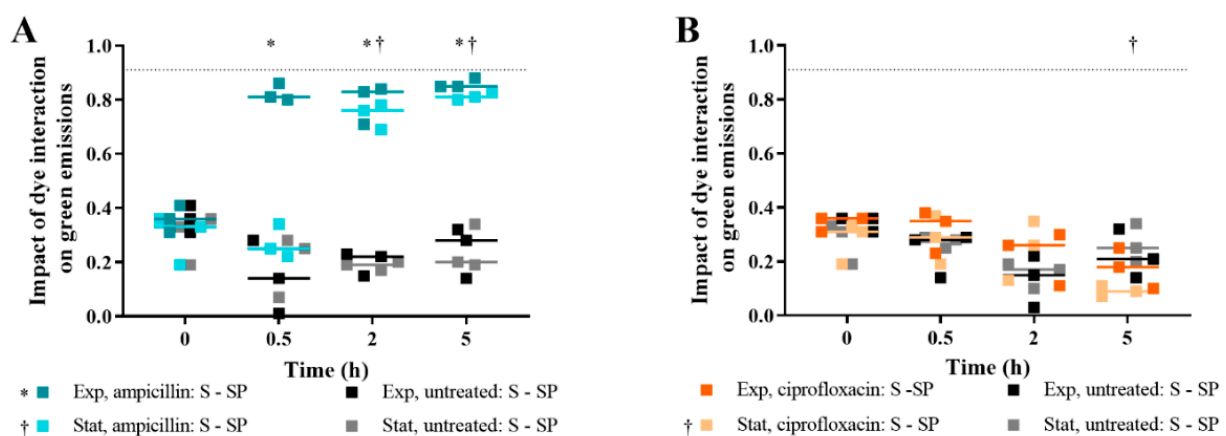 A
Impact of dye interaction
on green emissions
* *† *†
1.0
0.8
0.6
0.4
0.2
0.0
0 0.5 2 5
Time (h)
* Exp, ampicillin: S - SP Exp, untreated: S - SP
† Stat, ampicillin: S - SP Stat, untreated: S - SP
B
Impact of dye interaction
on green emissions
†
1.0
0.8
0.6
0.4
0.2
0.0
0 0.5 2 5
Time (h)
Exp, ciprofloxacin: S -SP Exp, untreated: S - SP
† Stat, ciprofloxacin: S - SP Stat, untreated: S - SP